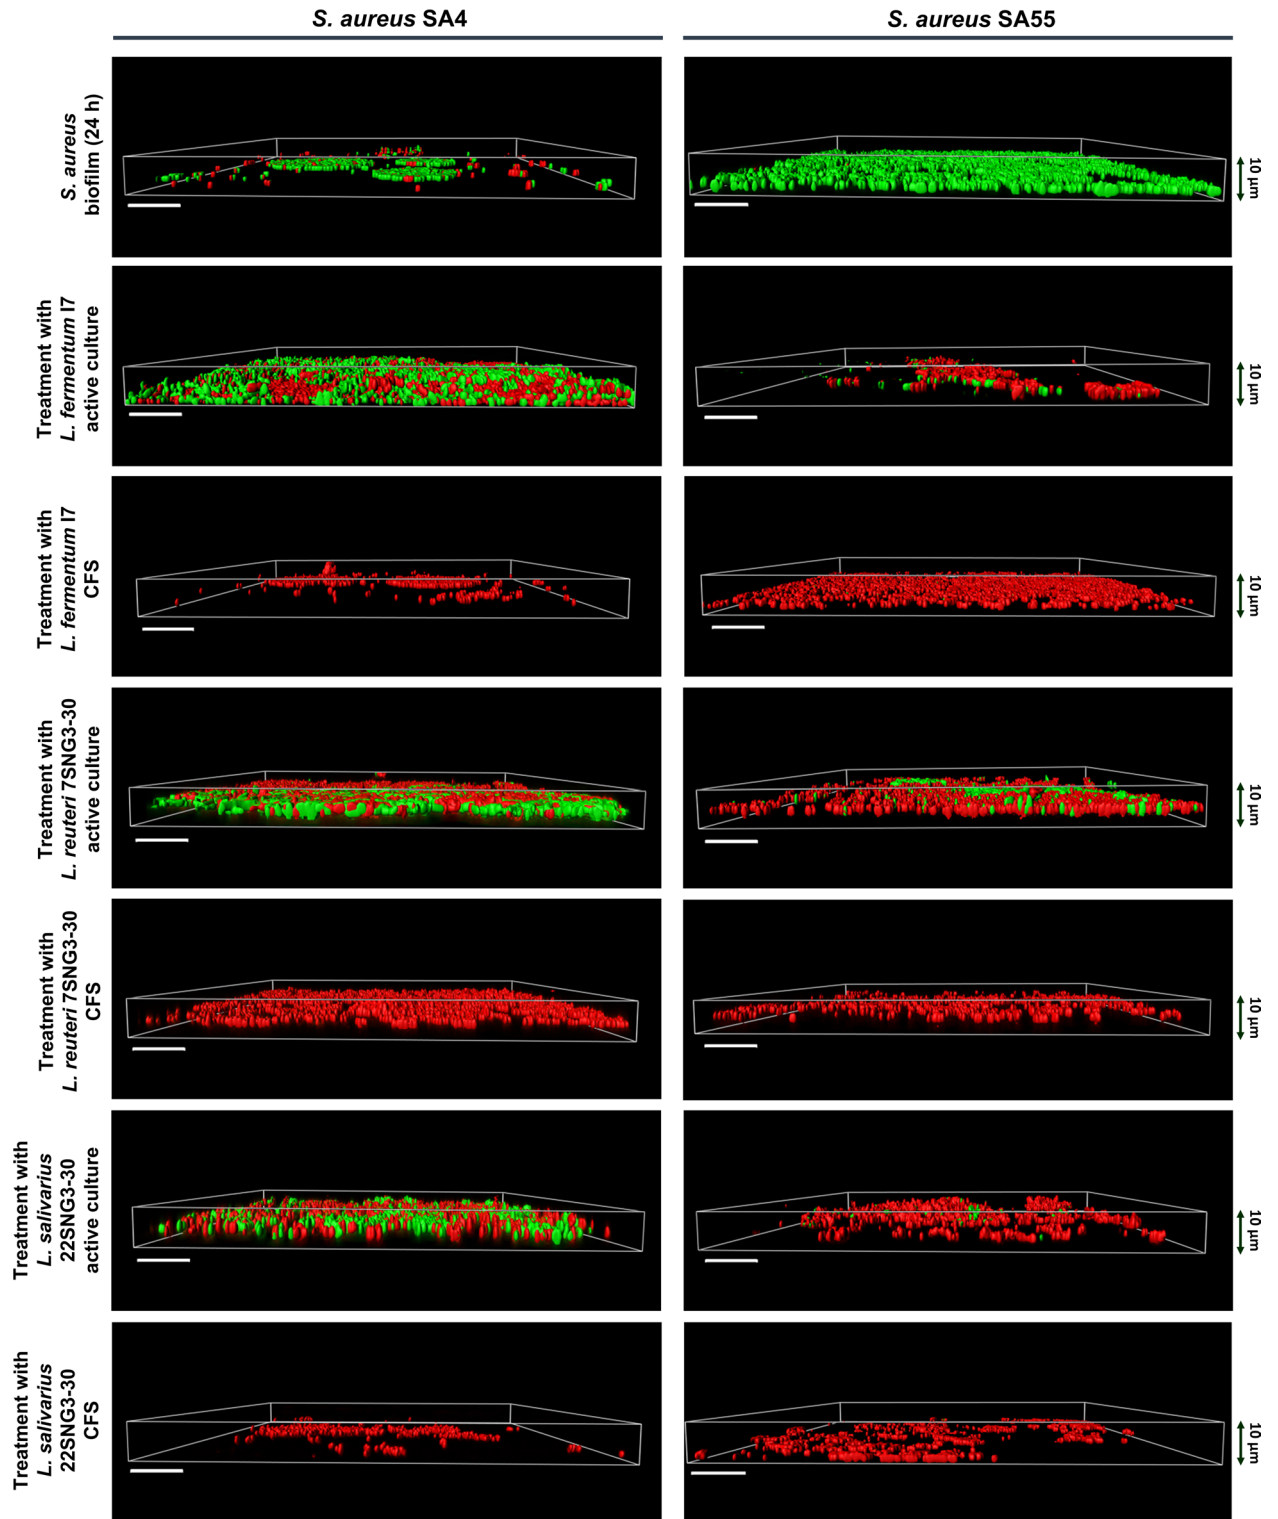 S. aureus SA4
S. aureus SA55
S. aureus
biofilm (24 h)
10 µm
Treatment with
L. fermentum I7
active culture
10 µm
Treatment with
L. fermentum I7
CFS
10 µm
Treatment with
L. reuteri 7SNG3-30
active culture
10 µm
Treatment with
L. reuteri 7SNG3-30
CFS
10 µm
Treatment with
L. salivarius
22SNG3-30
active culture
10 µm
Treatment with
L. salivarius
22SNG3-30
CFS
10 µm